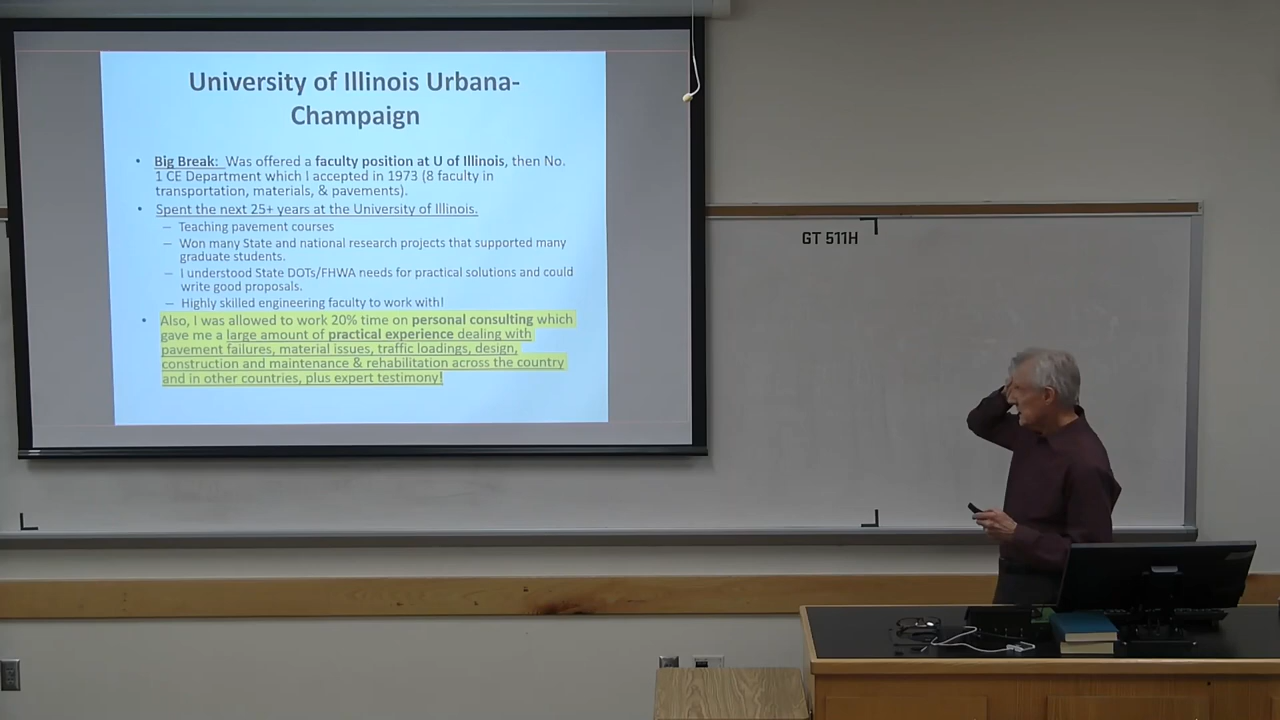 University of Illinois Urbana-
Champaign
• Big Break: Was offered a faculty position at U of Illinois, then No.
1 CE Department which I accepted in 1973 (8 faculty in
transportation, materials, & pavements).
• Spent the next 25+ years at the University of Illinois.
– Teaching pavement courses
– Won many State and national research projects that supported many
graduate students.
– I understood State DOTs/FHWA needs for practical solutions and could
write good proposals.
– Highly skilled engineering faculty to work with!
• Also, I was allowed to work 20% time on personal consulting which
gave me a large amount of practical experience dealing with
pavement failures, material issues, traffic loadings, design,
construction and maintenance & rehabilitation across the country
and in other countries, plus expert testimony!
GT 511H